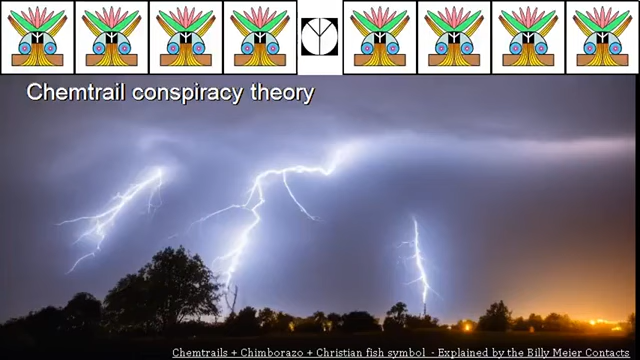 Chemtrail conspiracy theory
Chemtrails + Chimborazo + Christian fish symbol - Explained by the Billy Meier Contacts